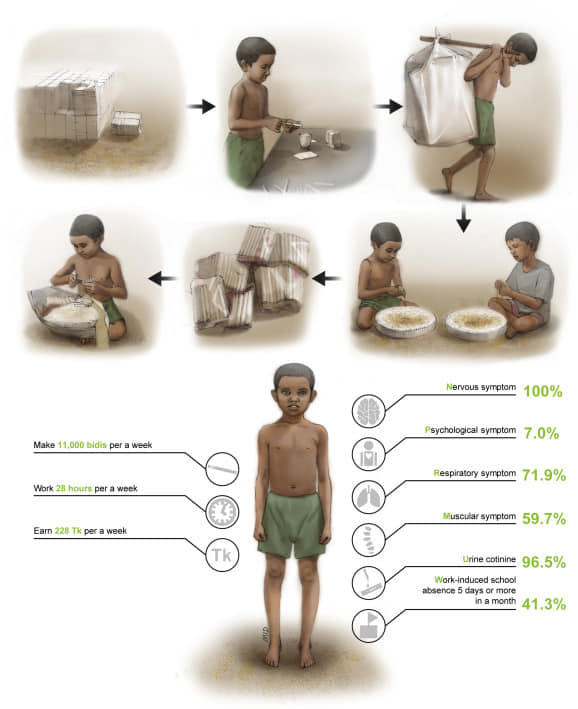 Nervous symptom 100%
Psychological symptom 7.0%
Make 11,000 bidis per a week
Respiratory symptom 71.9%
Work 28 hours per a week
Muscular symptom 59.7%
Earn 228 Tk per a week
Tk
Urine cotinine 96.5%
Work-induced school
absence 5 days or more
in a month 41.3%